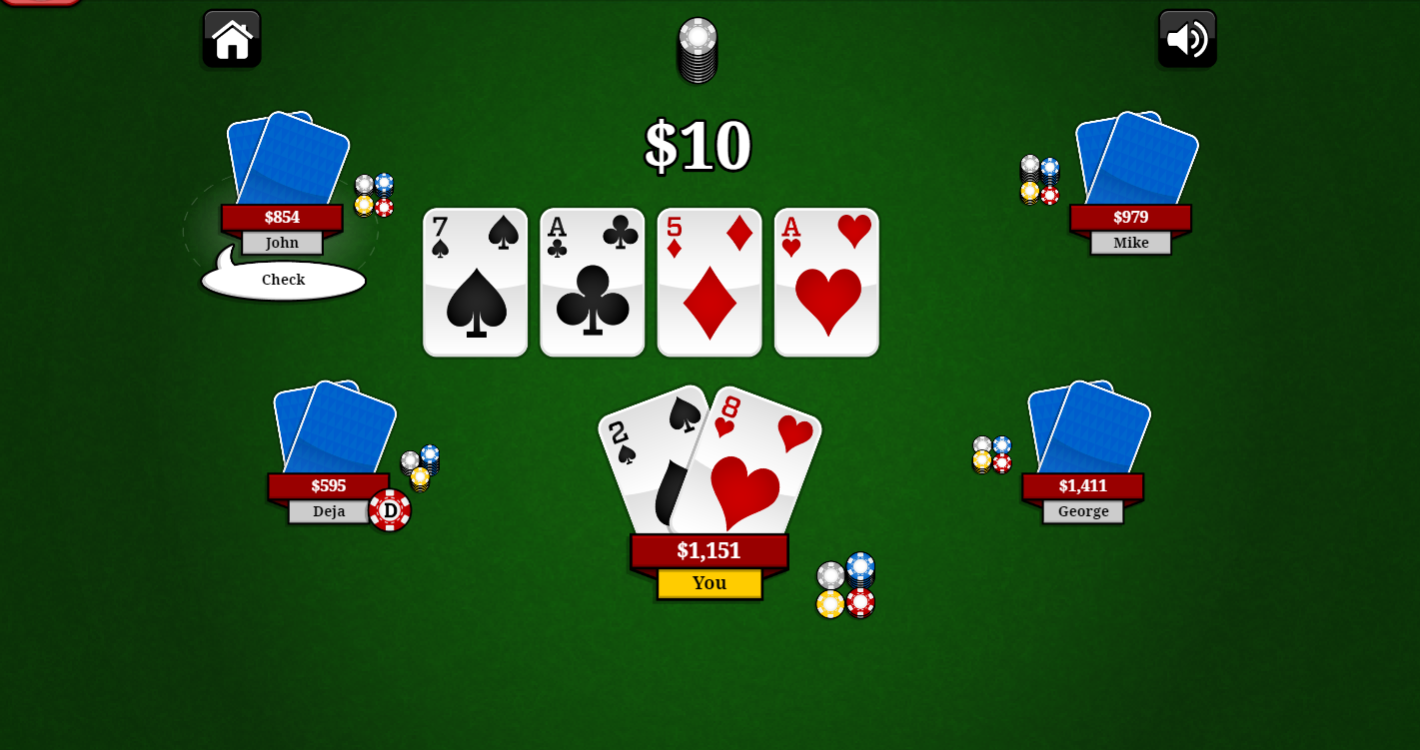 $10
$854
John
Check
$979
Mike
7
A
5
A
$595
Deja
D
2
8
$1,411
George
$1,151
You